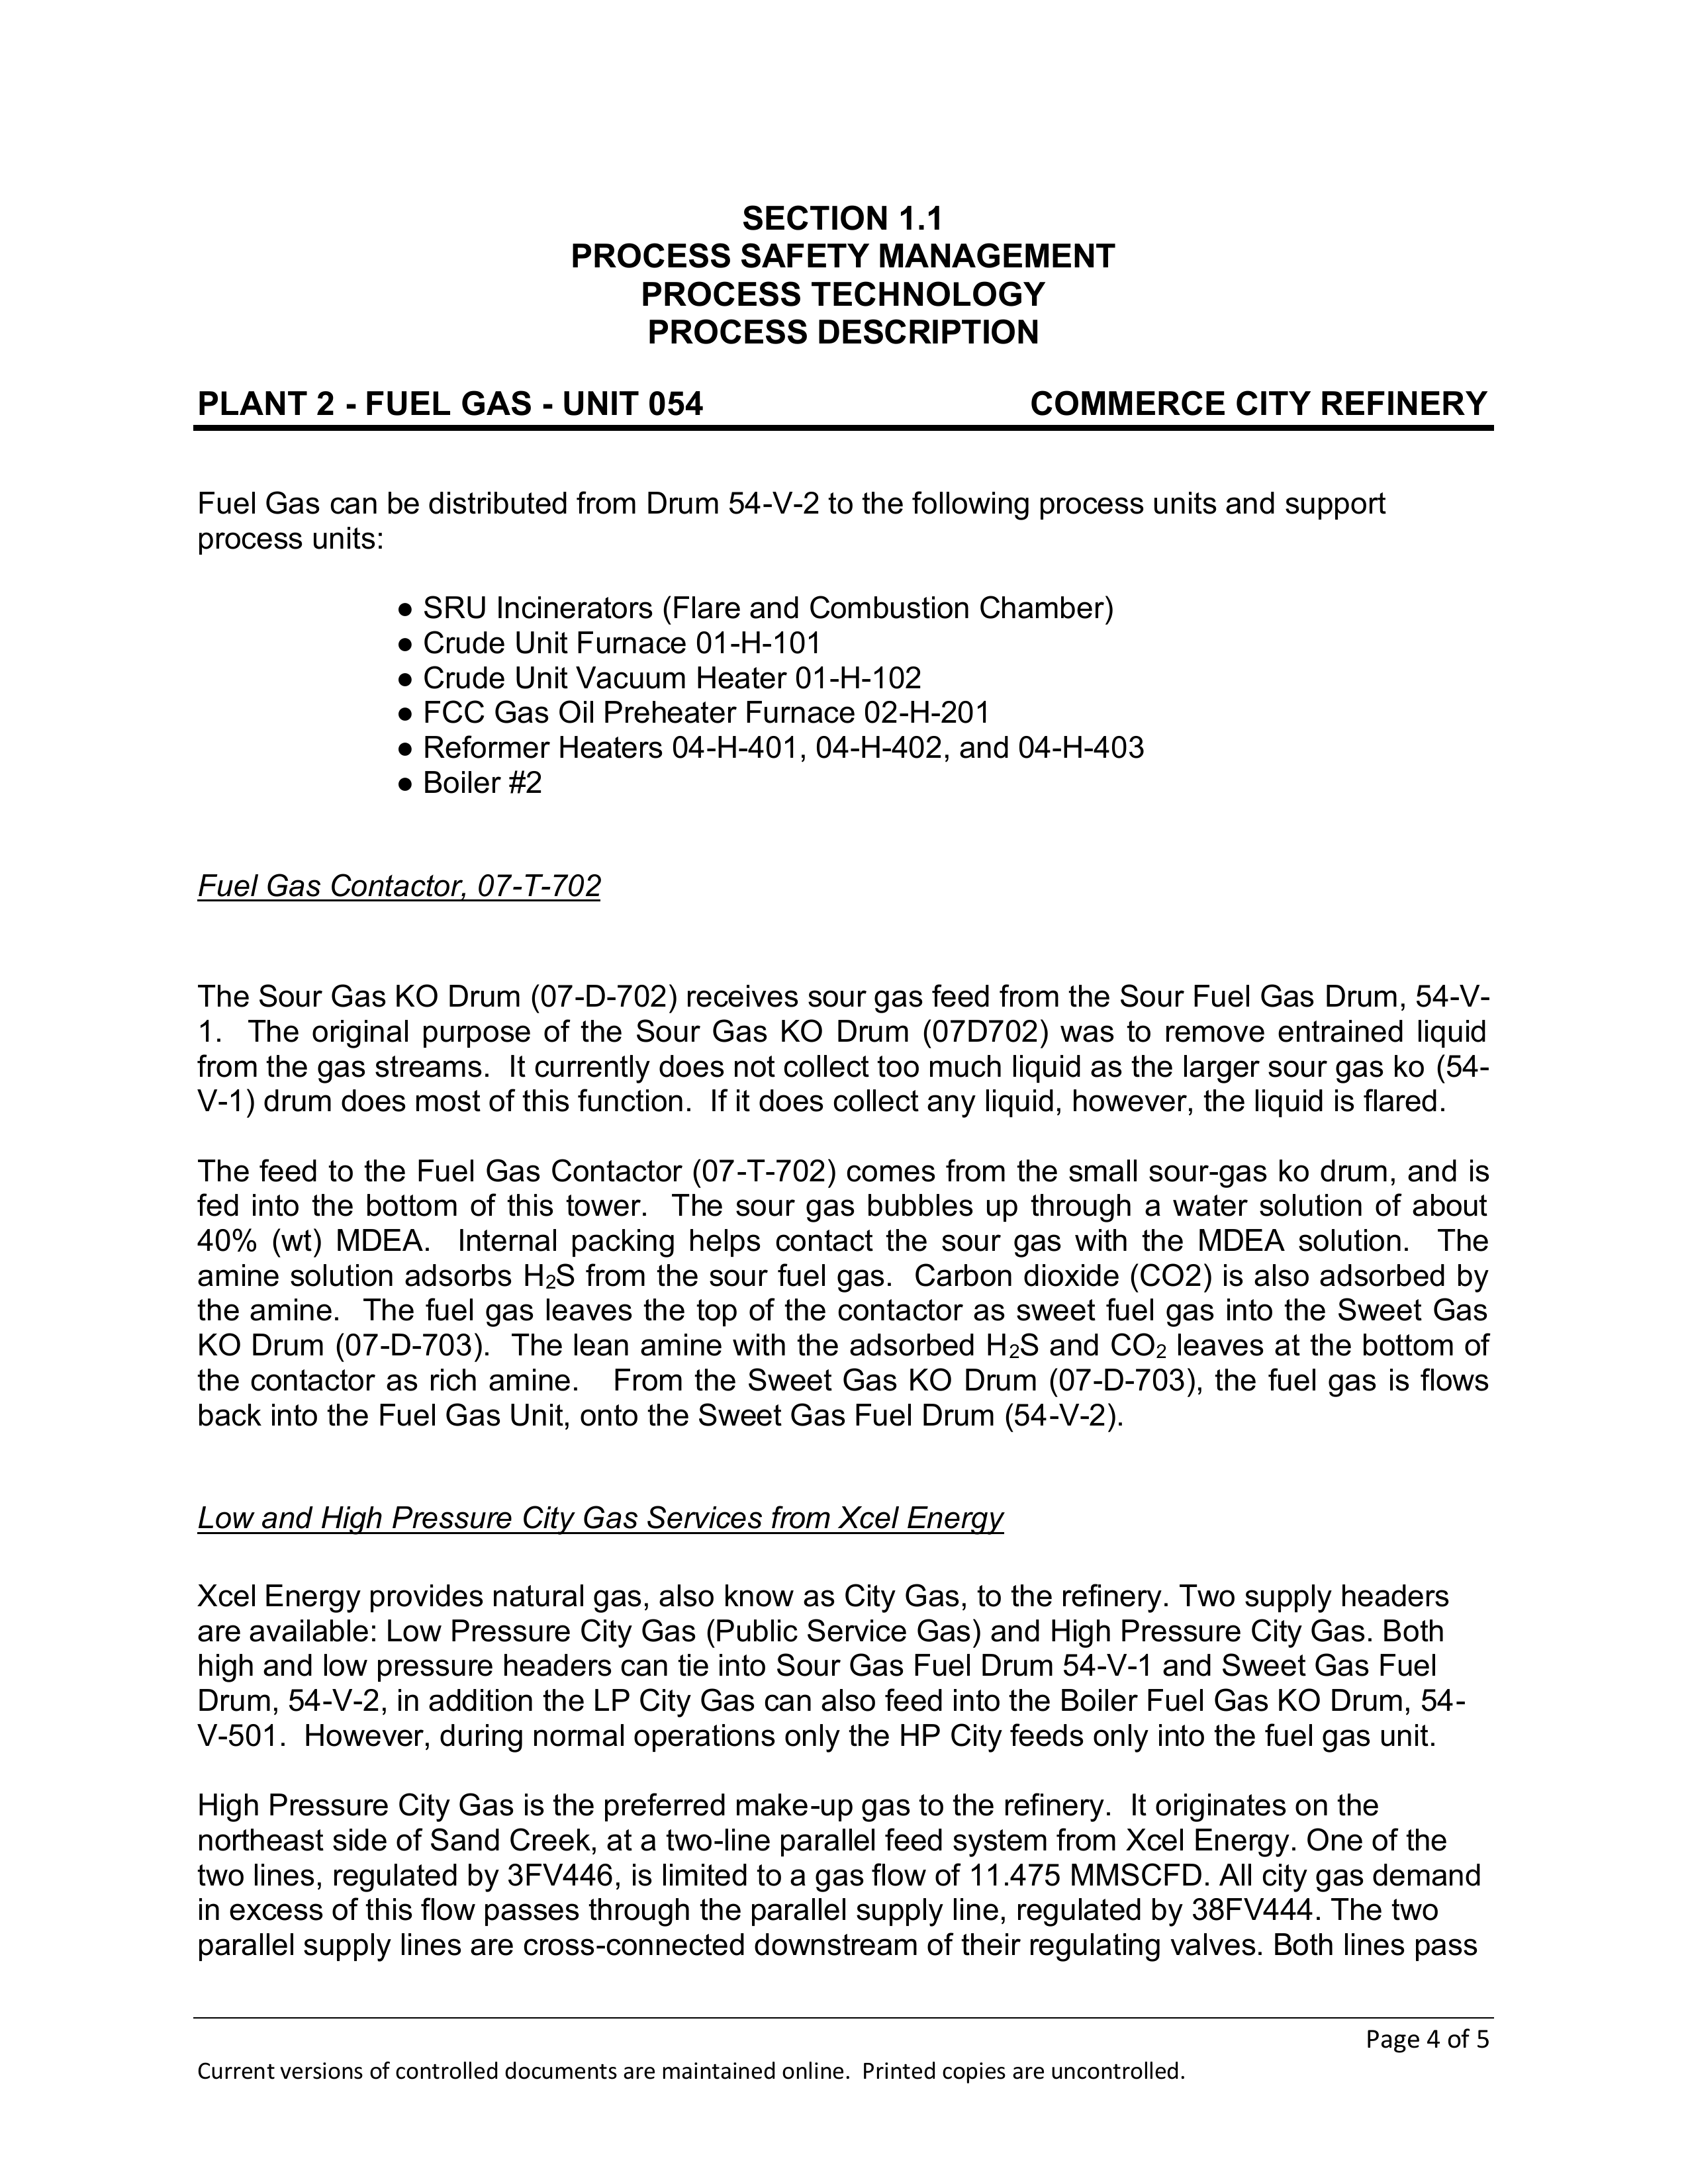 SECTION 1.1
PROCESS SAFETY MANAGEMENT
PROCESS TECHNOLOGY
PROCESS DESCRIPTION
PLANT 2 - FUEL GAS - UNIT 054 COMMERCE CITY REFINERY
Fuel Gas can be distributed from Drum 54-V-2 to the following process units and support
process units:
● SRU Incinerators (Flare and Combustion Chamber)
● Crude Unit Furnace 01-H-101
● Crude Unit Vacuum Heater 01-H-102
● FCC Gas Oil Preheater Furnace 02-H-201
● Reformer Heaters 04-H-401, 04-H-402, and 04-H-403
● Boiler #2
Fuel Gas Contactor, 07-T-702
The Sour Gas KO Drum (07-D-702) receives sour gas feed from the Sour Fuel Gas Drum, 54-V-
1. The original purpose of the Sour Gas KO Drum (07D702) was to remove entrained liquid
from the gas streams. It currently does not collect too much liquid as the larger sour gas ko (54-
V-1) drum does most of this function. If it does collect any liquid, however, the liquid is flared.
The feed to the Fuel Gas Contactor (07-T-702) comes from the small sour-gas ko drum, and is
fed into the bottom of this tower. The sour gas bubbles up through a water solution of about
40% (wt) MDEA. Internal packing helps contact the sour gas with the MDEA solution. The
amine solution adsorbs H₂S from the sour fuel gas. Carbon dioxide (CO2) is also adsorbed by
the amine. The fuel gas leaves the top of the contactor as sweet fuel gas into the Sweet Gas
KO Drum (07-D-703). The lean amine with the adsorbed H₂S and CO₂ leaves at the bottom of
the contactor as rich amine. From the Sweet Gas KO Drum (07-D-703), the fuel gas is flows
back into the Fuel Gas Unit, onto the Sweet Gas Fuel Drum (54-V-2).
Low and High Pressure City Gas Services from Xcel Energy
Xcel Energy provides natural gas, also know as City Gas, to the refinery. Two supply headers
are available: Low Pressure City Gas (Public Service Gas) and High Pressure City Gas. Both
high and low pressure headers can tie into Sour Gas Fuel Drum 54-V-1 and Sweet Gas Fuel
Drum, 54-V-2, in addition the LP City Gas can also feed into the Boiler Fuel Gas KO Drum, 54-
V-501. However, during normal operations only the HP City feeds only into the fuel gas unit.
High Pressure City Gas is the preferred make-up gas to the refinery. It originates on the
northeast side of Sand Creek, at a two-line parallel feed system from Xcel Energy. One of the
two lines, regulated by 3FV446, is limited to a gas flow of 11.475 MMSCFD. All city gas demand
in excess of this flow passes through the parallel supply line, regulated by 38FV444. The two
parallel supply lines are cross-connected downstream of their regulating valves. Both lines pass
Page 4 of 5
Current versions of controlled documents are maintained online. Printed copies are uncontrolled.